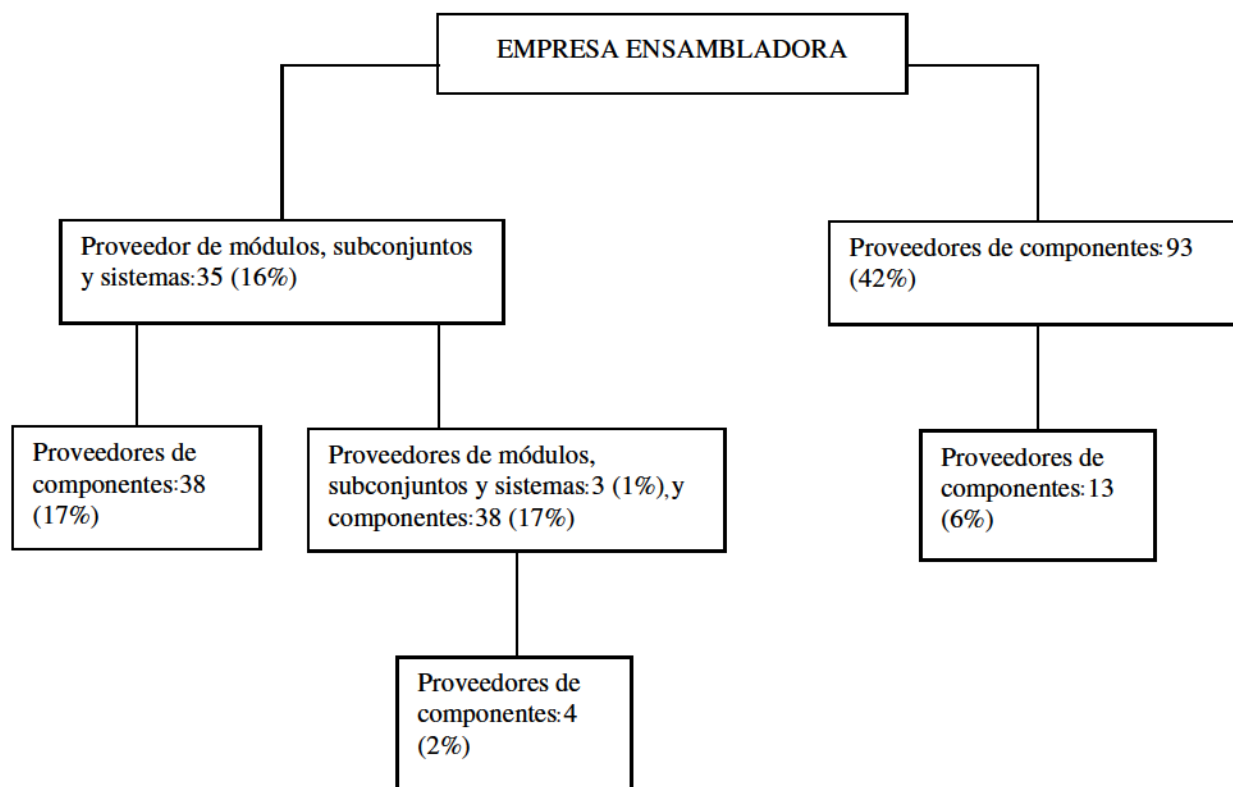 EMPRESA ENSAMBLADORA
Proveedor de módulos, subconjuntos
y sistemas:35 (16%)
Proveedores de componentes:93
(42%)
Proveedores de
componentes:38
(17%)
Proveedores de módulos,
subconjuntos y sistemas:3 (1%),y
componentes:38 (17%)
Proveedores de
componentes:13
(6%)
Proveedores de
componentes:4
(2%)